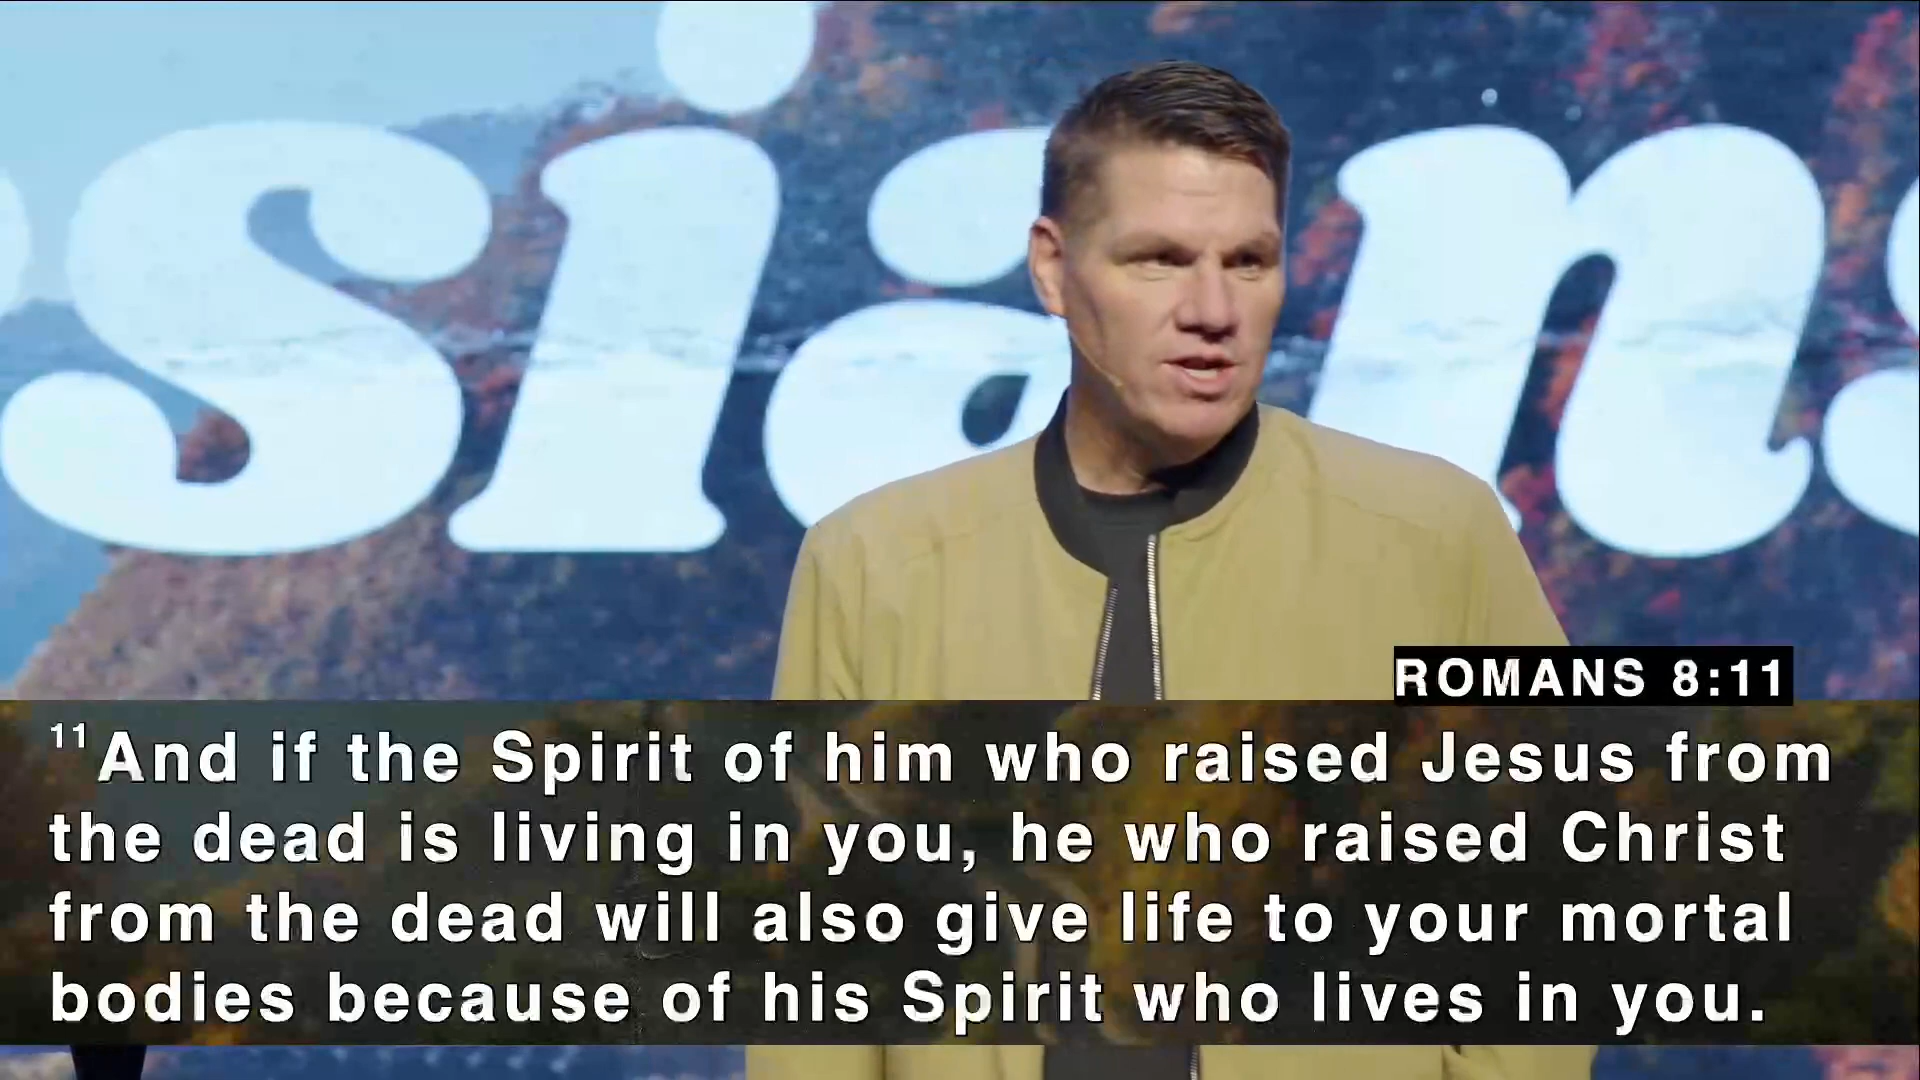 sians
ROMANS 8:11
¹¹And if the Spirit of him who raised Jesus from
the dead is living in you, he who raised Christ
from the dead will also give life to your mortal
bodies because of his Spirit who lives in you.